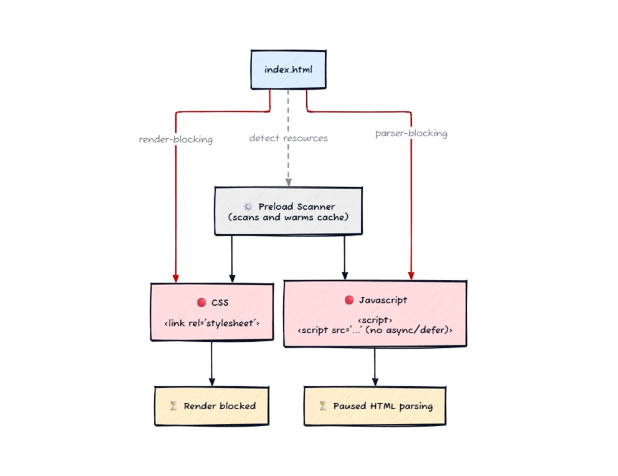 index.html
render-blocking
detect resources
parser-blocking
Preload Scanner
(scans and warms cache)
CSS
<link rel='stylesheet'>
Javascript
<script>
<script src='...' (no async/defer)>
Render blocked
Paused HTML parsing